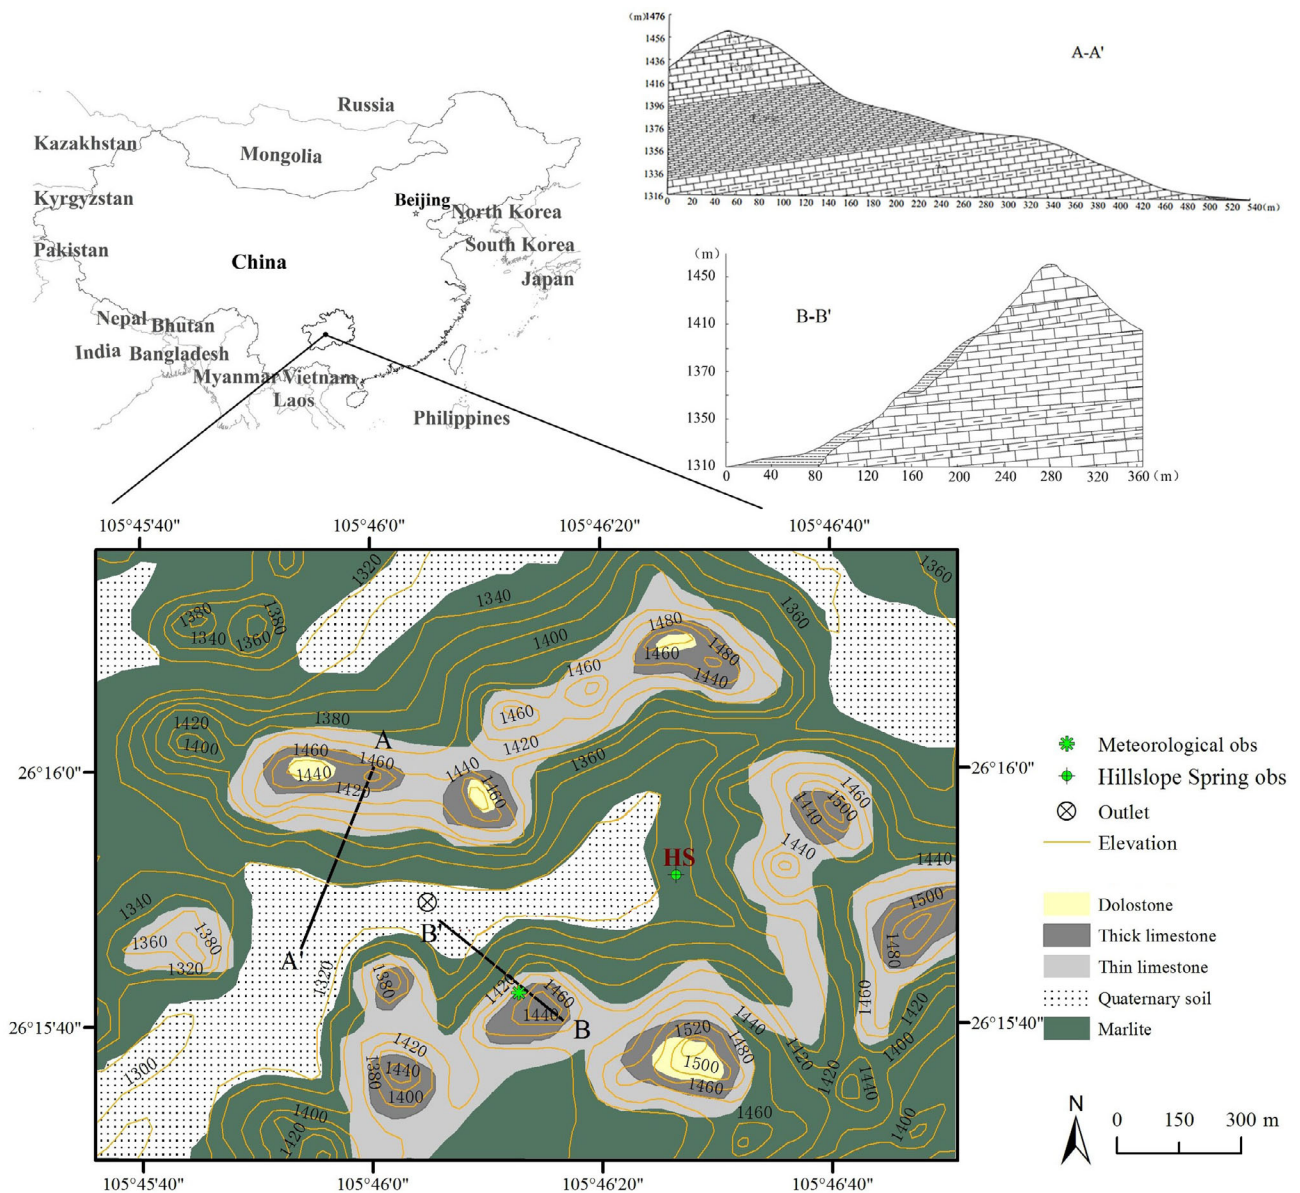 Russia
Kazakhstan
Mongolia
Kyrgyzstan
Beijing
North Korea
Pakistan
South Korea
China
Japan
Nepal Bhutan
India Bangladesh
Myanmar Vietnam
Laos
Philippines
(m) 1476
1456
1436
1416
1396
1376
1356
1336
1316
A-A'
0 20 40 60 80 100 120 140 160 180 200 220 240 260 280 300 320 340 360 380 400 420 460 480 500 520 540(m)
(m)
1450
1410
1370
1350
1310
B-B'
0 40 80 120 160 200 240 280 320 360 (m)
105°45'40" 105°46'0" 105°46'20" 105°46'40"
1320
1360
1380
1380
1340
1360
1340
1400
1360
1480
1480
1460
1440
1460
1460
1420
1420
1400
1380
A
1460
1460
1440
1420
1440
1480
1360
1460
1500
1440
1440
1440
26°16'0"
26°16'0"
HS
1340
1360
1380
1320
B'
A'
1320
1500
1480
1460
1420
1400
1380
1420
1460
1440
B
1520
1500
1480
1460
1440
1420
1420
1440
1400
1460
26°15'40"
26°15'40"
1300
1420
1440
1380
1400
1400
1420
105°45'40" 105°46'0" 105°46'20" 105°46'40"
Meteorological obs
Hillslope Spring obs
Outlet
Elevation
Dolostone
Thick limestone
Thin limestone
Quaternary soil
Marlite
N
0 150 300 m